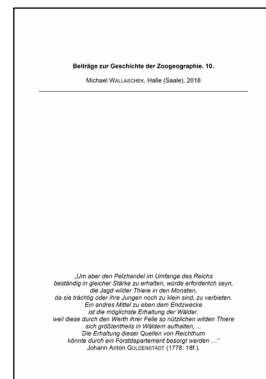 Beiträge zur Geschichte der Zoogeographie. 10.
Michael WALLASCHEK, Halle (Saale), 2018
„Um aber den Pelzhandel im Umfange des Reichs
beständig in gleicher Stärke zu erhalten, würde erforderlich seyn,
die Jagd wilder Thiere in den Monaten,
da sie trächtig oder ihre Jungen noch zu klein sind, zu verbieten.
Ein andres Mittel zu eben dem Endzwecke
ist die möglichste Erhaltung der Wälder,
weil diese durch den Werth ihrer Felle so nützlichen wilden Thiere
sich größtentheils in Wäldern aufhalten, ...
Die Erhaltung dieser Quellen von Reichthum
könnte durch ein Forstdepartement besorgt werden ...“
Johann Anton GÜLDENSTÄDT (1778: 18f.).